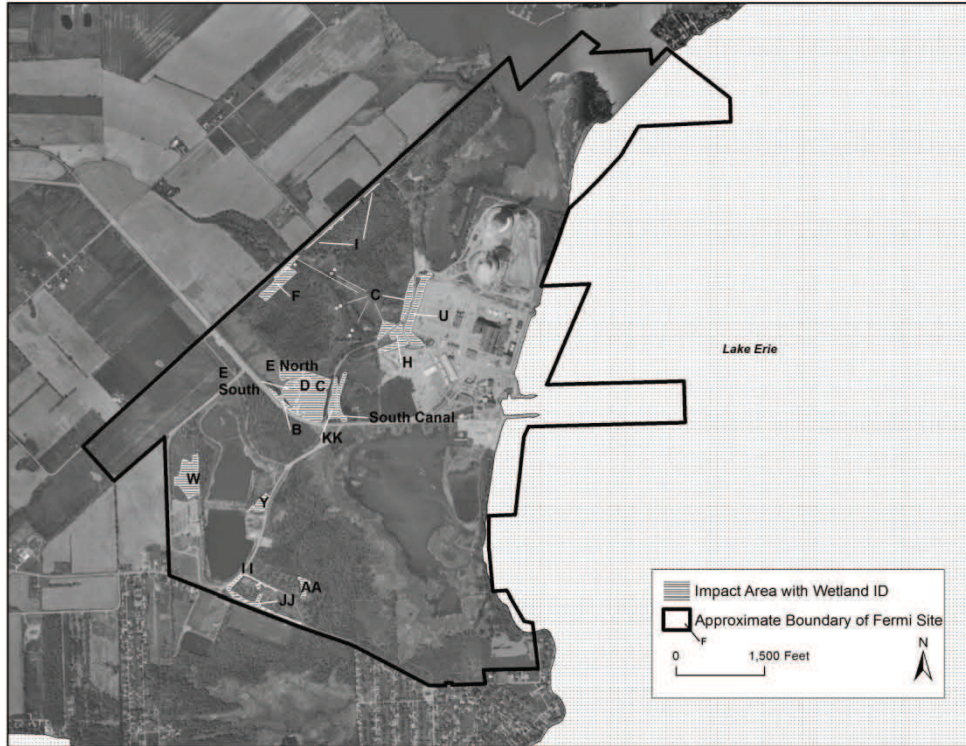 I
F
C
U
Lake Erie
H
E North
E
South
D
C
South Canal
B
KK
W
Y
II
AA
JJ
Impact Area with Wetland ID
Approximate Boundary of Fermi Site
F
N
0
1,500 Feet